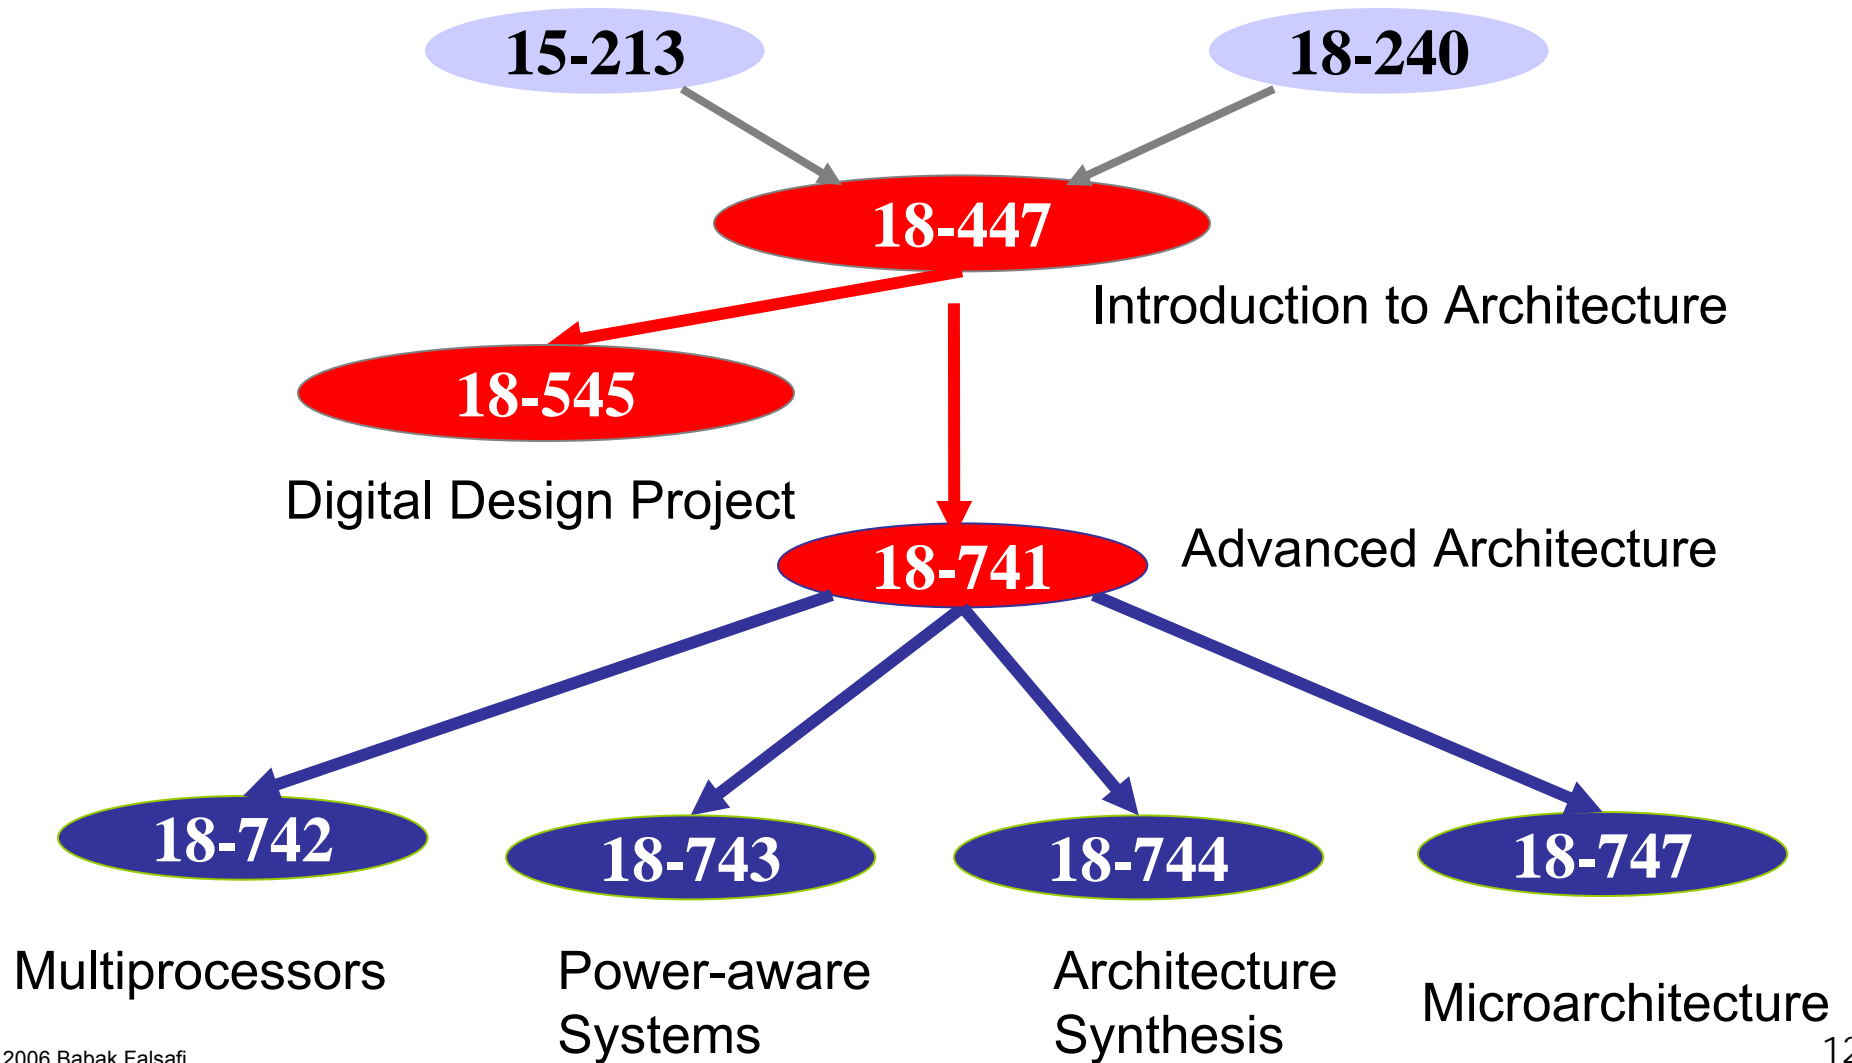 15-213
18-240
18-447
Introduction to Architecture
18-545
Digital Design Project
18-741
Advanced Architecture
18-742
18-743
18-744
18-747
Multiprocessors
Power-aware
Systems
Architecture
Synthesis
Microarchitecture
2006 Babak Falsafi
12